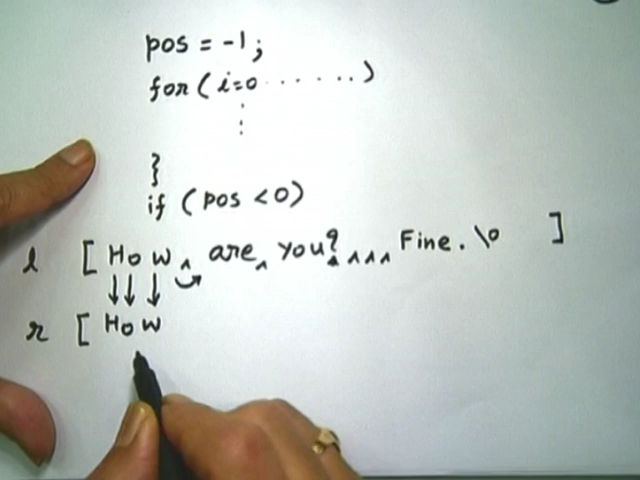 pos = -1;
for ( i=0 ...... )
:
:
}
if (pos < 0)
l [ How ^ are ^ you? ^ ^ ^ ^ Fine. \0 ]
↓↓ ↓
r [ How